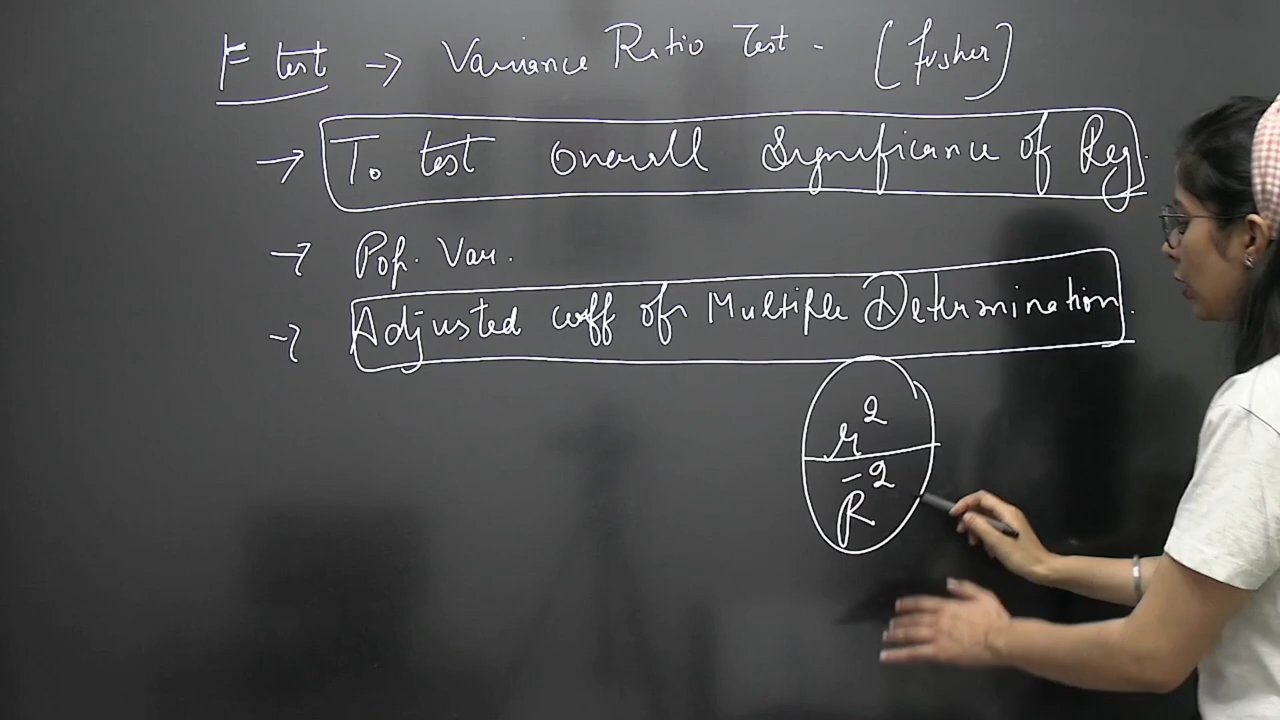 F test → Variance Ratio Test - (fisher)
→ To test overall Significance of Reg.
→ Pop. Var.
→ Adjusted coeff of Multiple Determination.
r²
R̄²